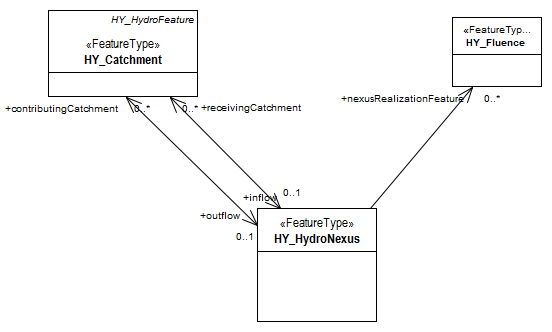 HY_HydroFeature
«FeatureType»
HY_Catchment
«FeatureTyp...
HY_Fluence
+contributingCatchment
0..*
0..*
+receivingCatchment
+nexusRealizationFeature
0..*
+inflow
0..1
+outflow
0..1
«FeatureType»
HY_HydroNexus